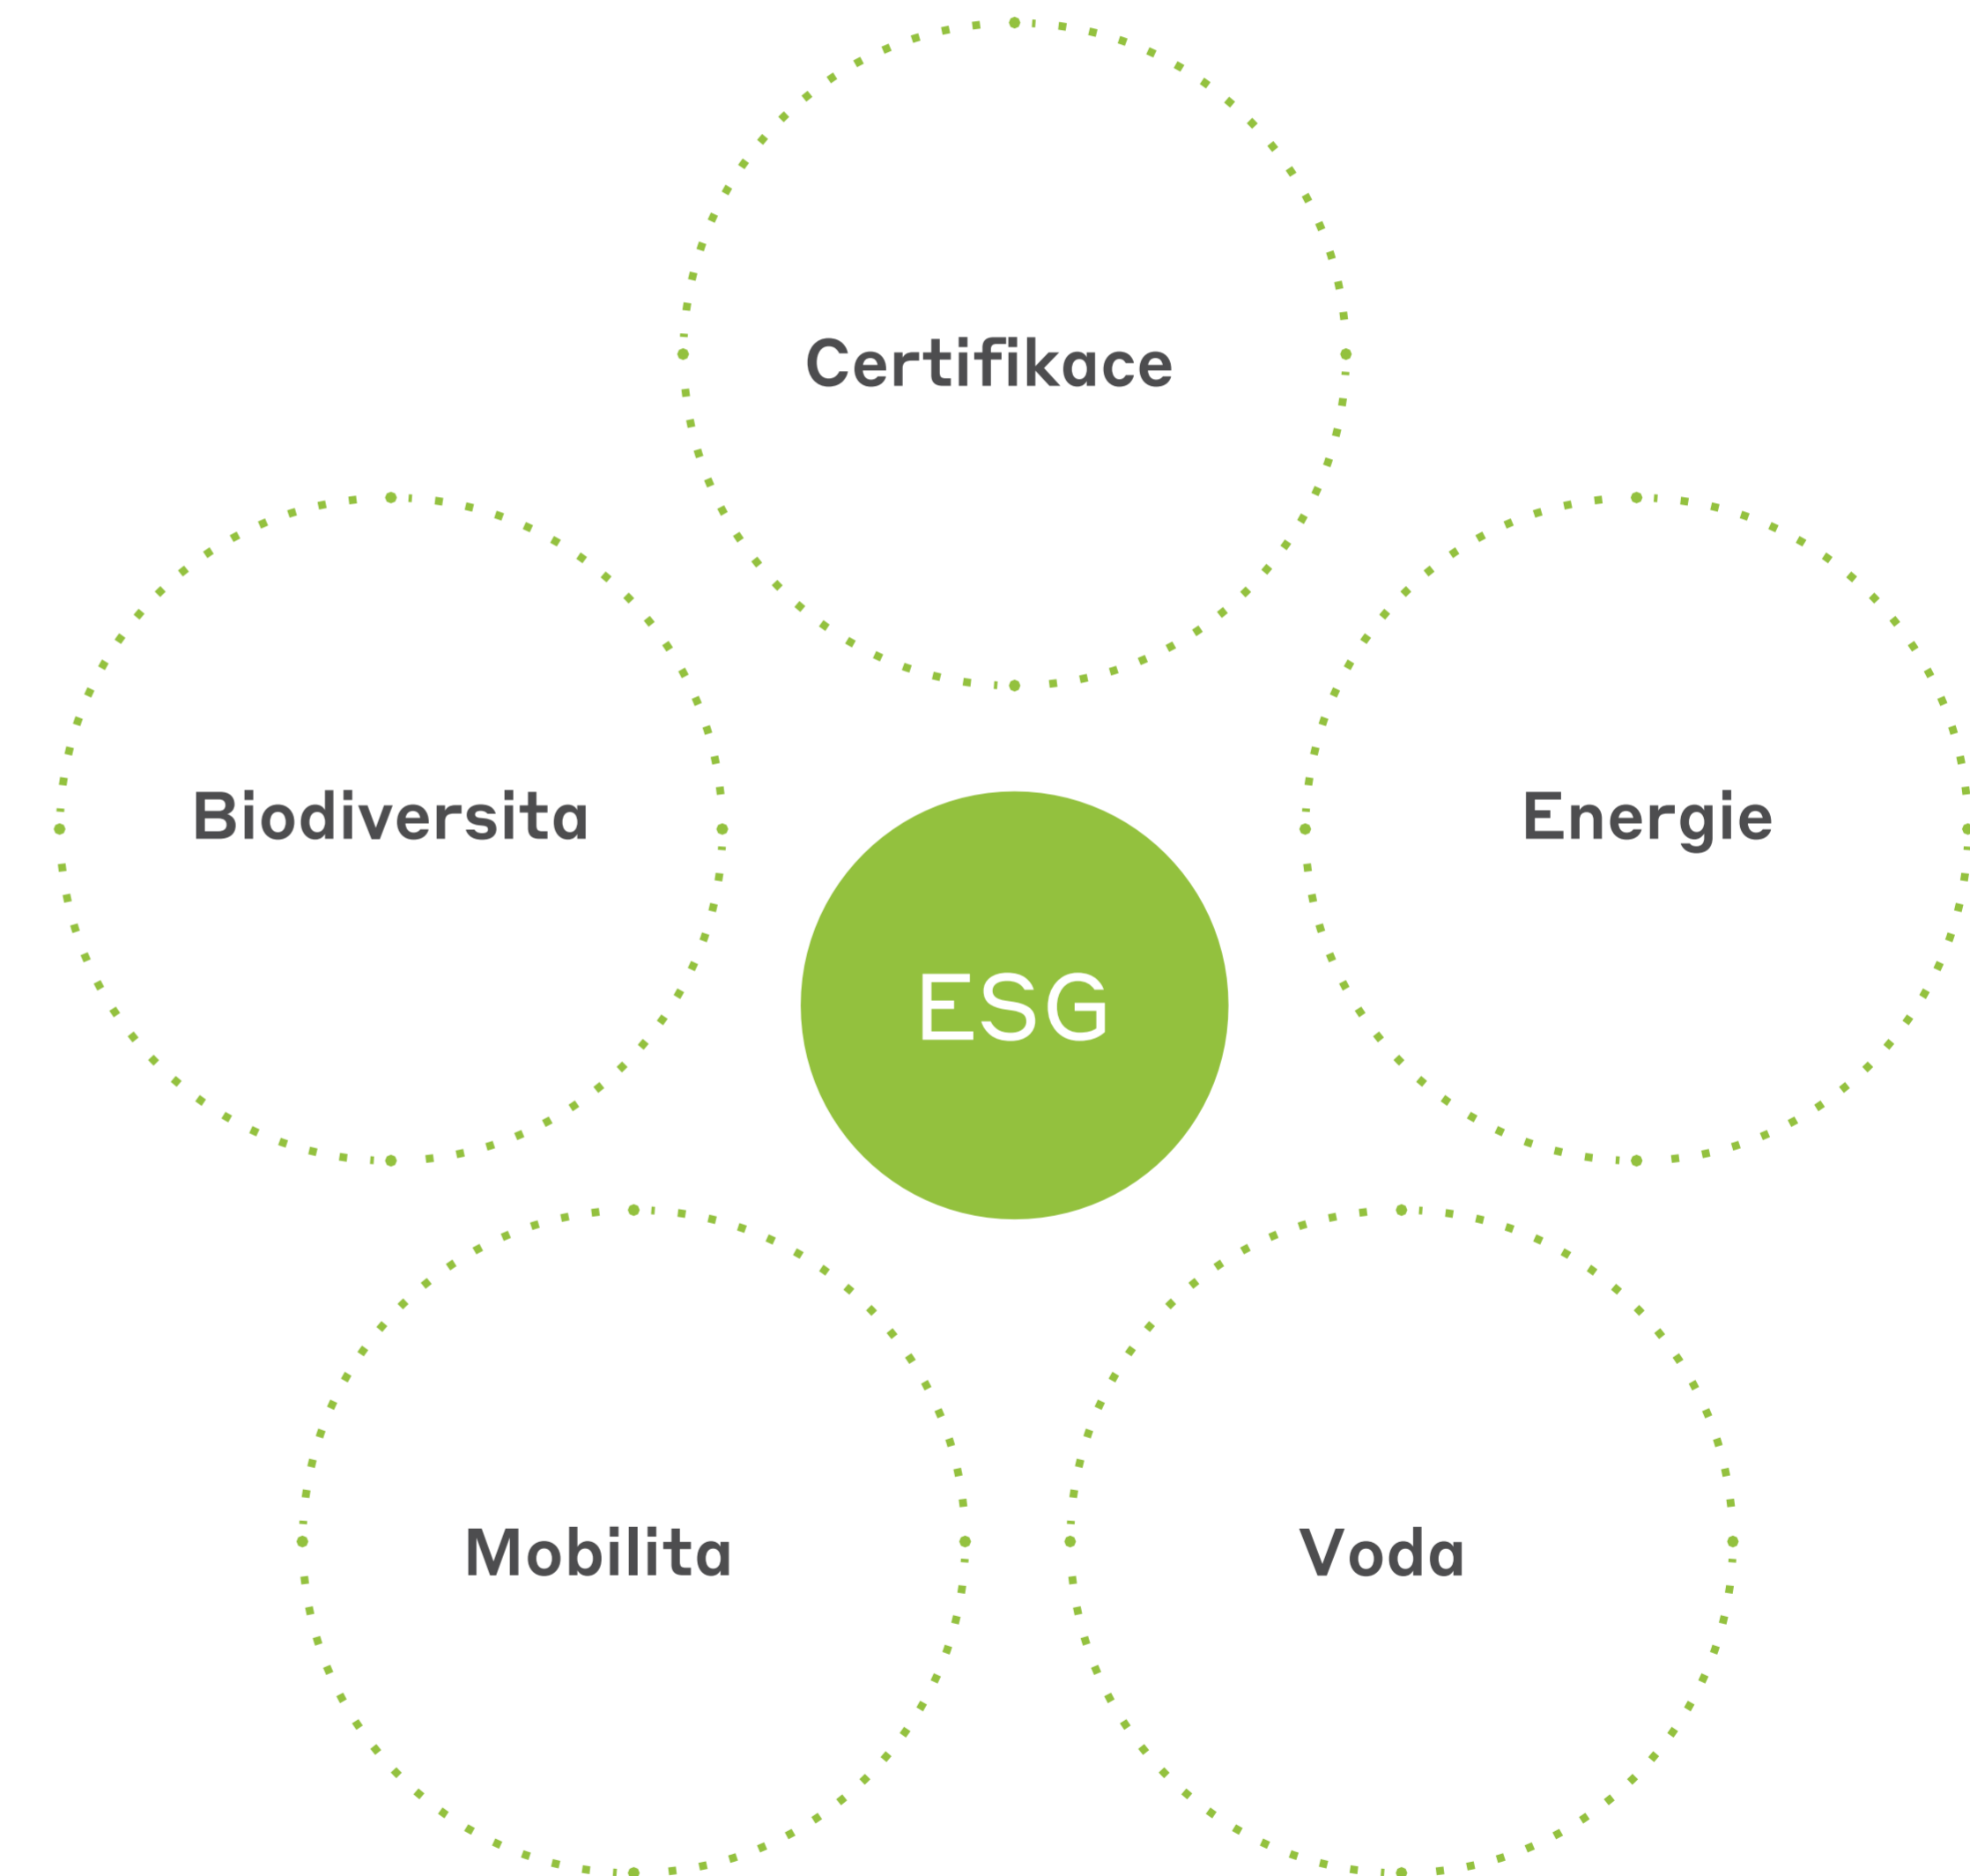 Certifikace
Biodiversita
Energie
ESG
Mobilita
Voda